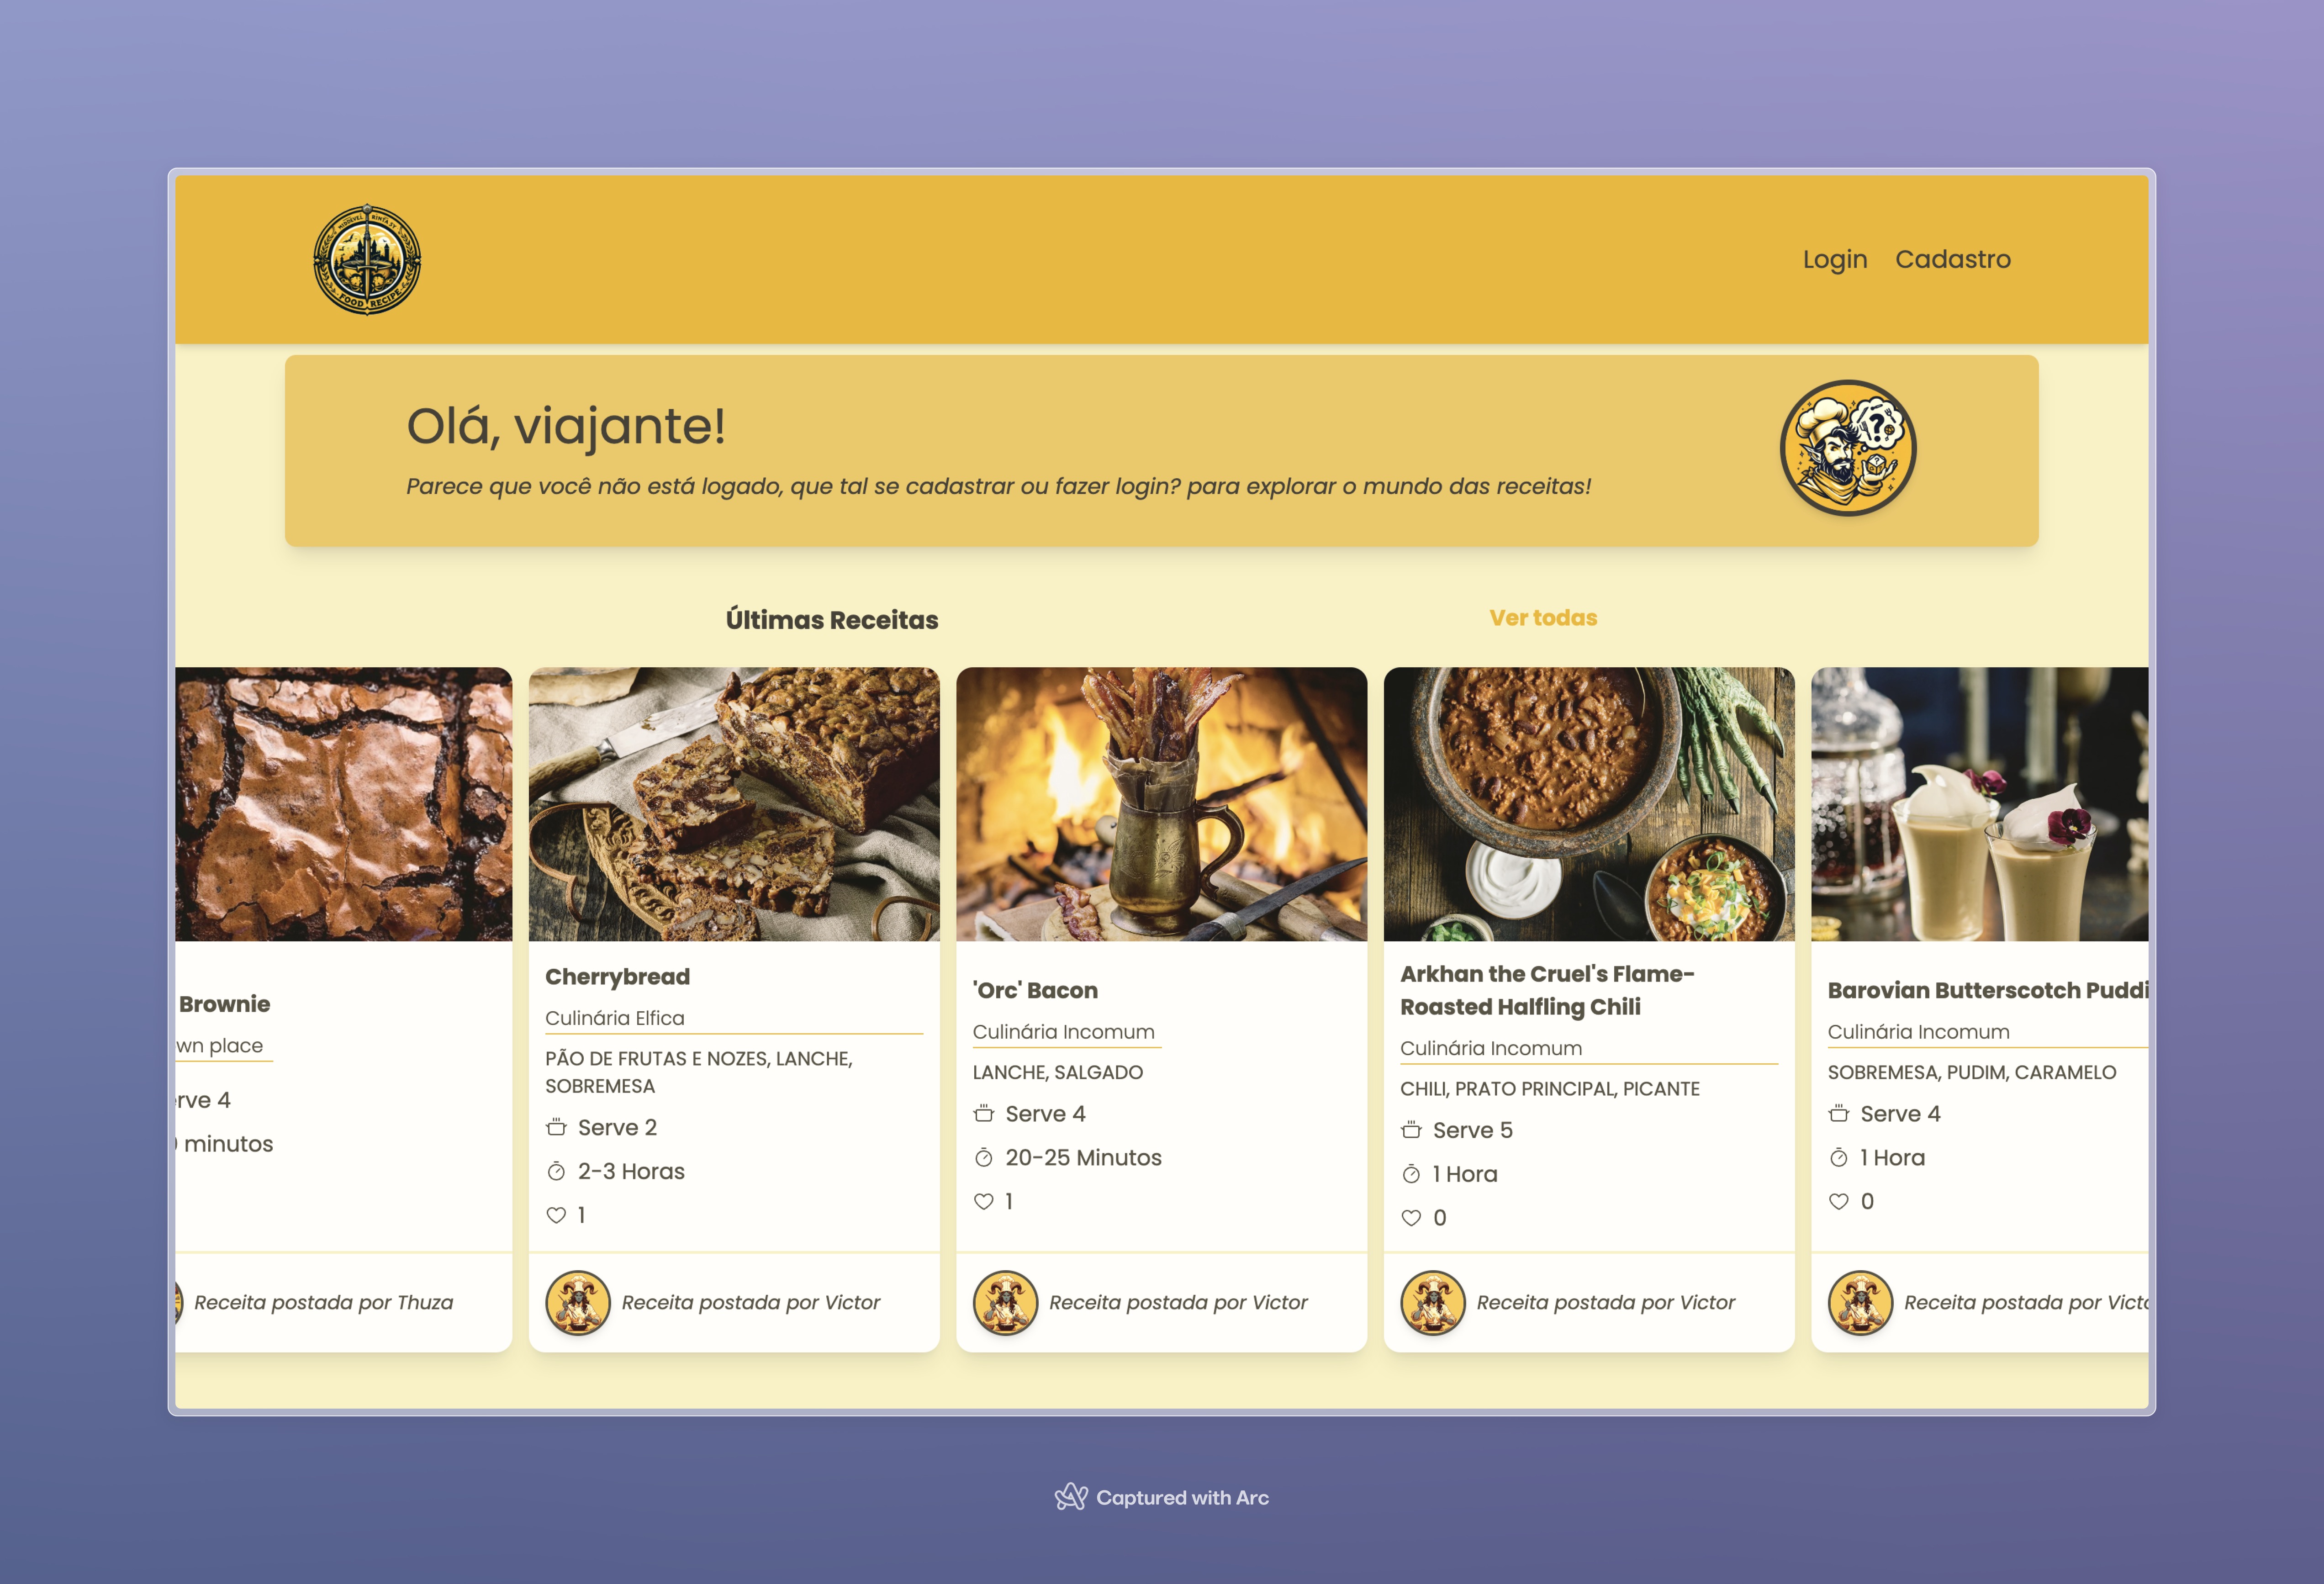 FOOD RECIPE
Login Cadastro
Olá, viajante!
Parece que você não está logado, que tal se cadastrar ou fazer login? para explorar o mundo das receitas!
Últimas Receitas
Ver todas
Brownie
wn place
rve 4
minutos
Receita postada por Thuza
Cherrybread
Culinária Elfica
PÃO DE FRUTAS E NOZES, LANCHE,
SOBREMESA
Serve 2
2-3 Horas
1
Receita postada por Victor
'Orc' Bacon
Culinária Incomum
LANCHE, SALGADO
Serve 4
20-25 Minutos
1
Receita postada por Victor
Arkhan the Cruel's Flame-
Roasted Halfling Chili
Culinária Incomum
CHILI, PRATO PRINCIPAL, PICANTE
Serve 5
1 Hora
0
Receita postada por Victor
Barovian Butterscotch Puddi
Culinária Incomum
SOBREMESA, PUDIM, CARAMELO
Serve 4
1 Hora
0
Receita postada por Vict
Captured with Arc